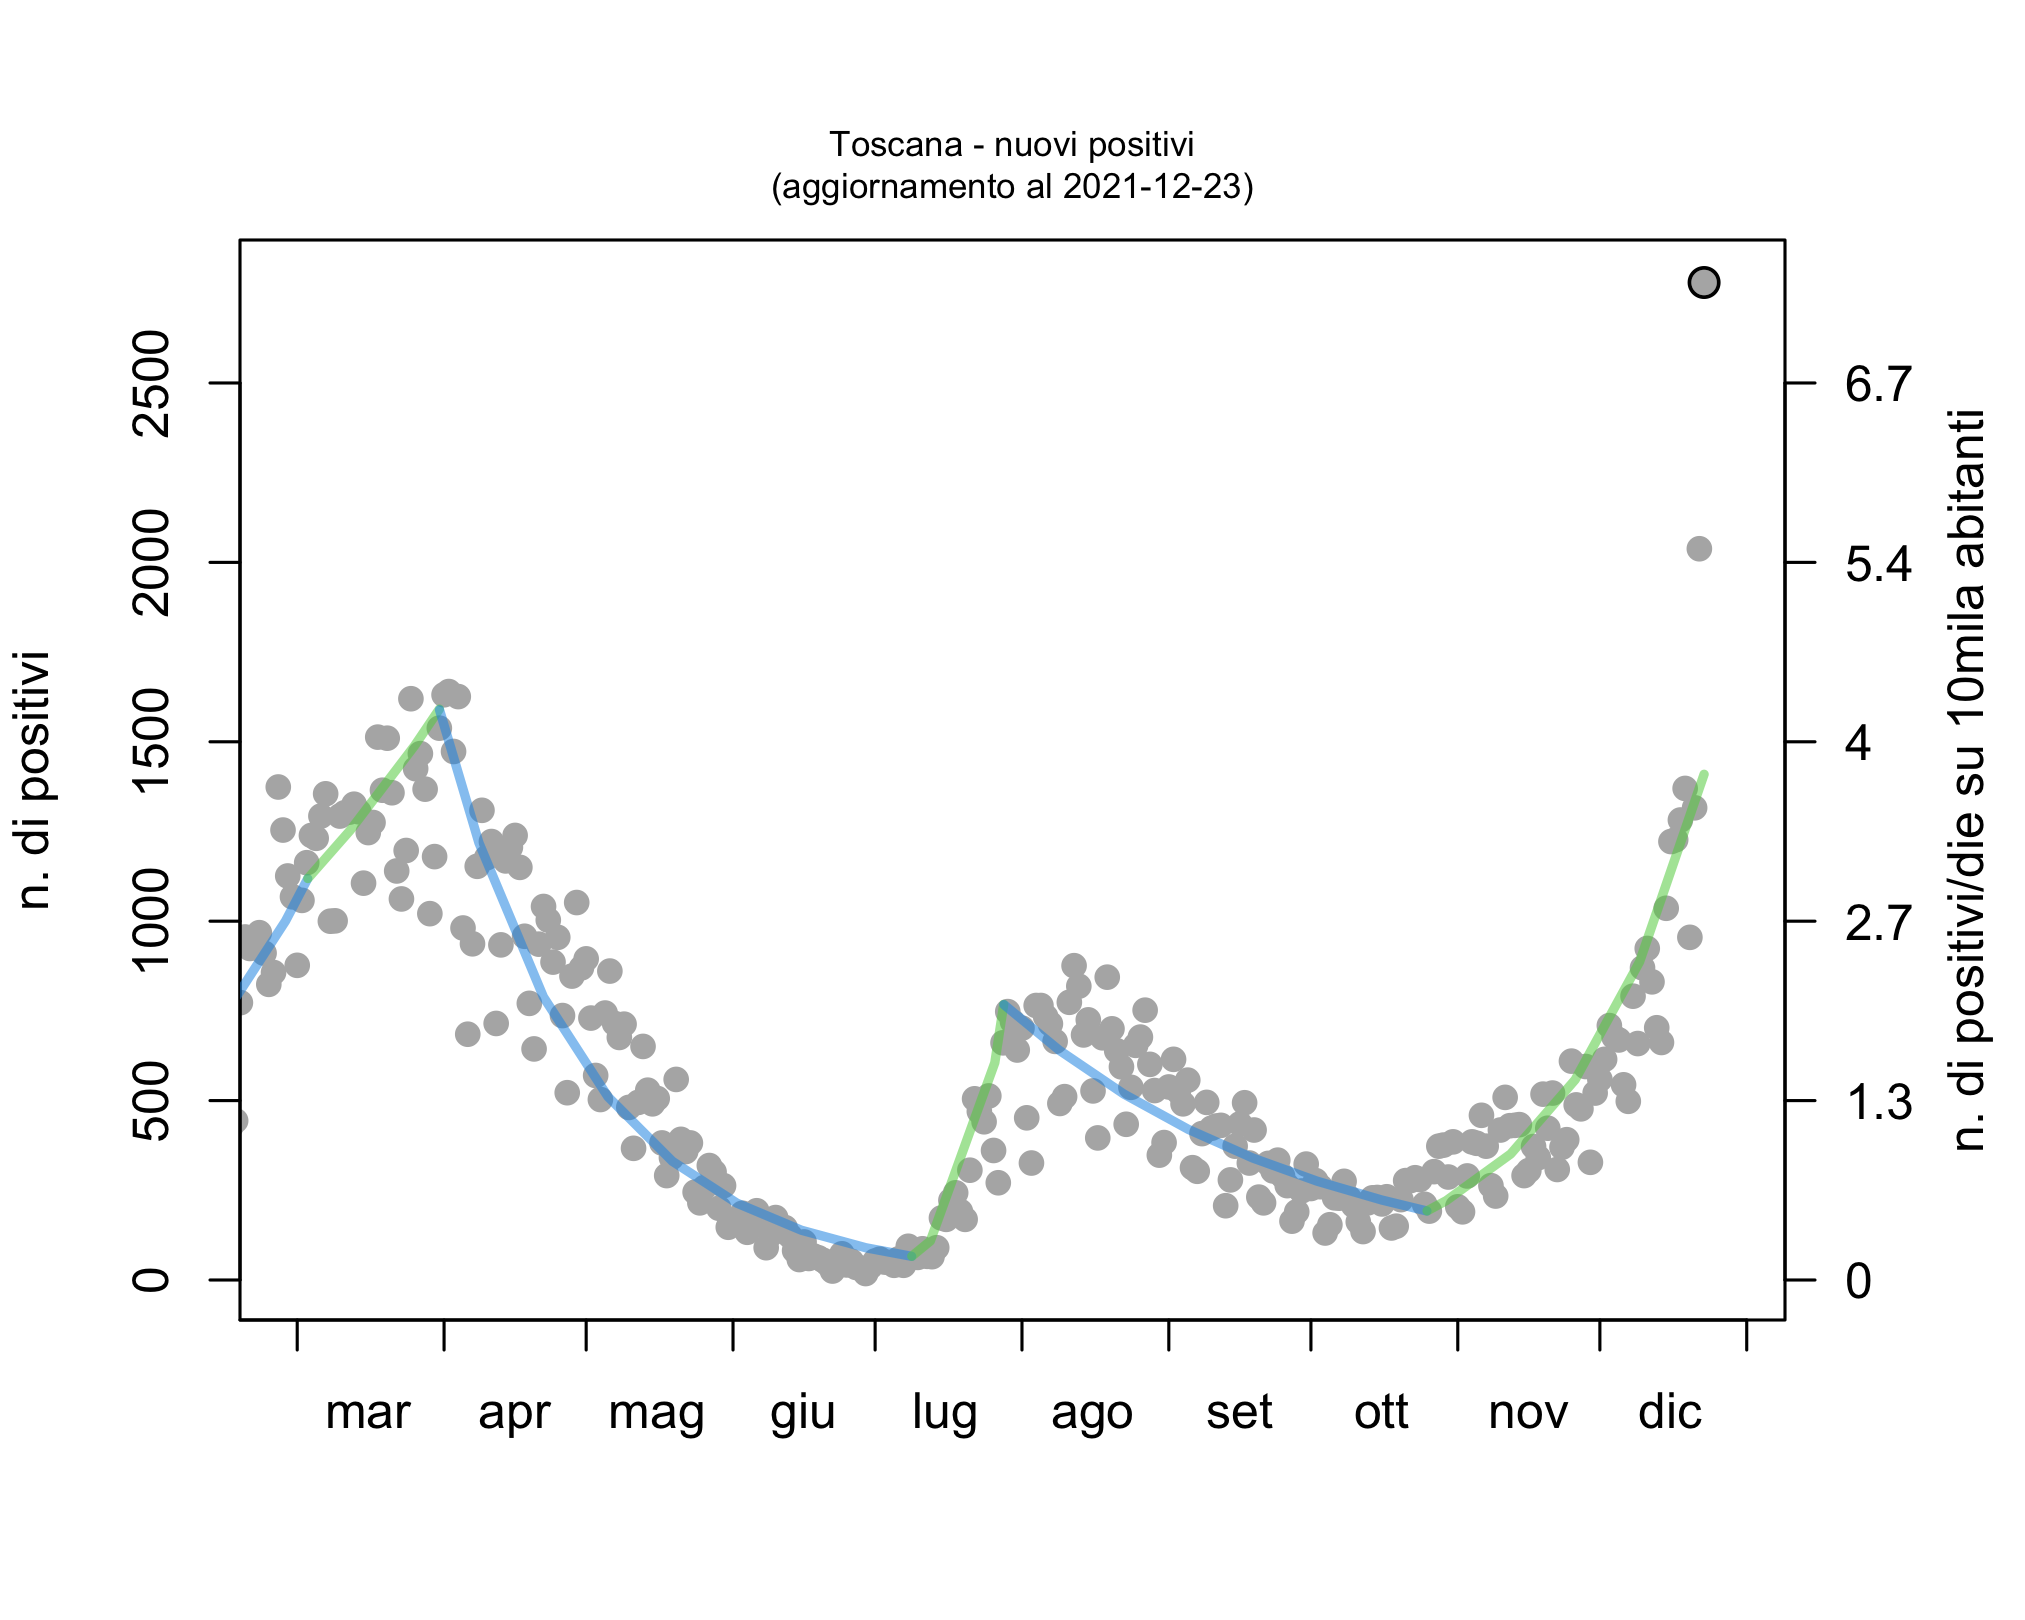 Toscana - nuovi positivi
(aggiornamento al 2021-12-23)
n. di positivi
2500
2000
1500
1000
500
0
6.7
5.4
4
2.7
1.3
0
n. di positivi/die su 10mila abitanti
mar apr mag giu lug ago set ott nov dic